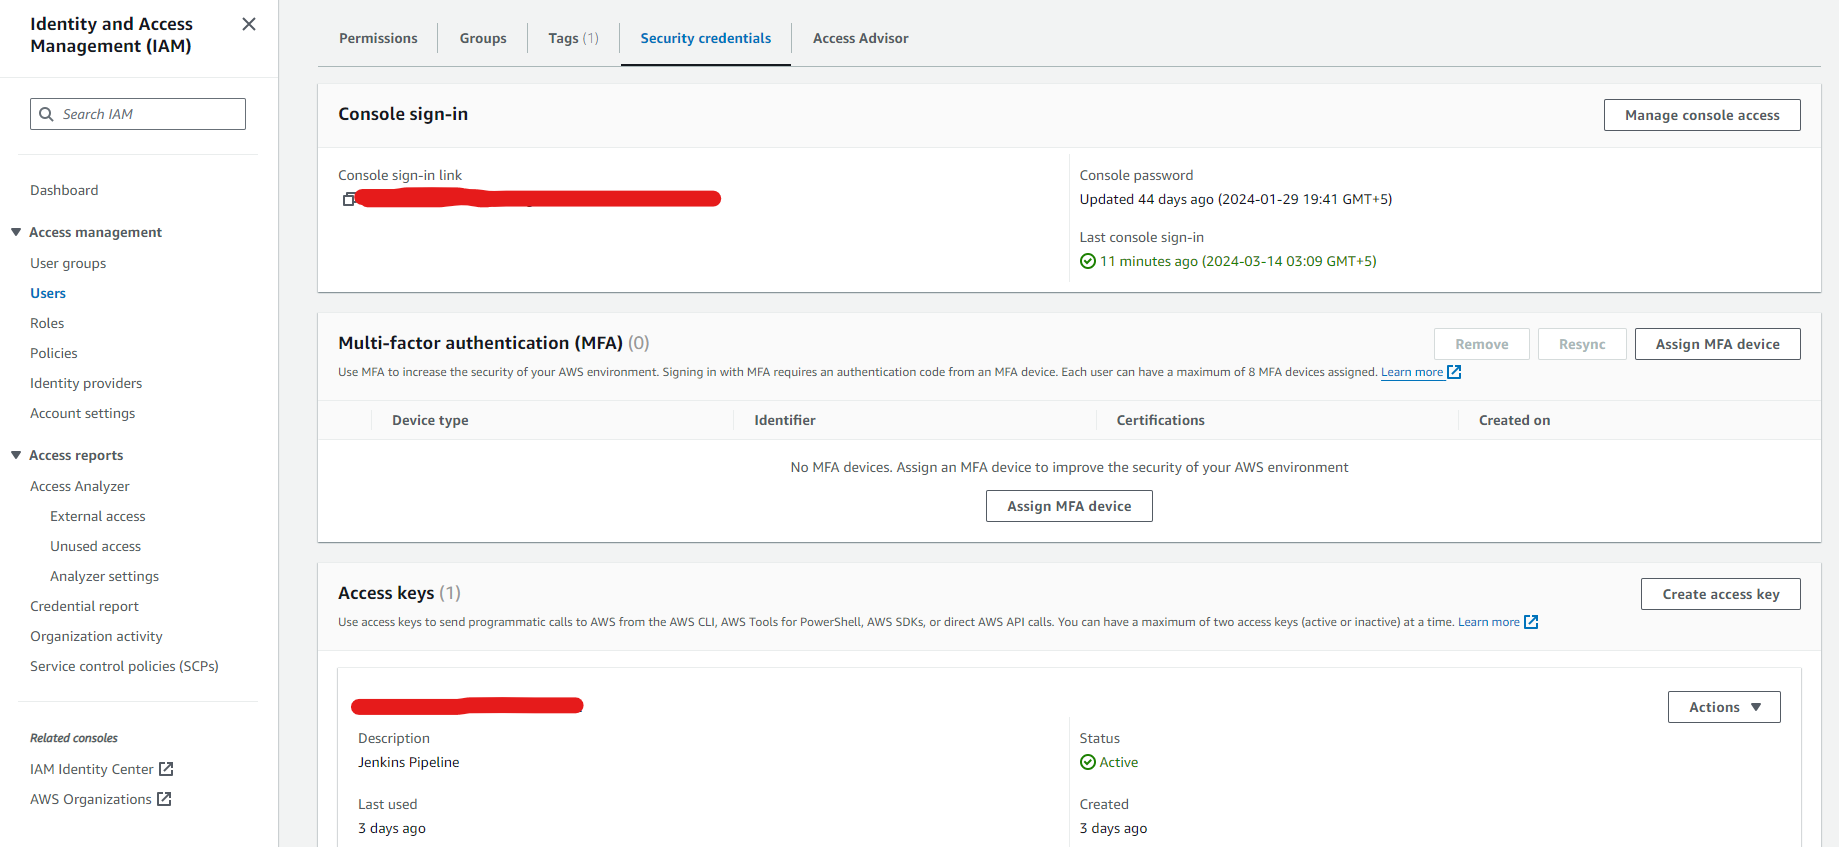 Identity and Access
Management (IAM)
Search IAM
Dashboard
Access management
User groups
Users
Roles
Policies
Identity providers
Account settings
Access reports
Access Analyzer
External access
Unused access
Analyzer settings
Credential report
Organization activity
Service control policies (SCPs)
Related consoles
IAM Identity Center
AWS Organizations
Permissions
Groups
Tags (1)
Security credentials
Access Advisor
Console sign-in
Manage console access
Console sign-in link
Console password
Updated 44 days ago (2024-01-29 19:41 GMT+5)
Last console sign-in
11 minutes ago (2024-03-14 03:09 GMT+5)
Multi-factor authentication (MFA) (0)
Remove
Resync
Assign MFA device
Use MFA to increase the security of your AWS environment. Signing in with MFA requires an authentication code from an MFA device. Each user can have a maximum of 8 MFA devices assigned. Learn more
Device type
Identifier
Certifications
Created on
No MFA devices. Assign an MFA device to improve the security of your AWS environment
Assign MFA device
Access keys (1)
Create access key
Use access keys to send programmatic calls to AWS from the AWS CLI, AWS Tools for PowerShell, AWS SDKs, or direct AWS API calls. You can have a maximum of two access keys (active or inactive) at a time. Learn more
Actions
Description
Jenkins Pipeline
Status
Active
Last used
3 days ago
Created
3 days ago